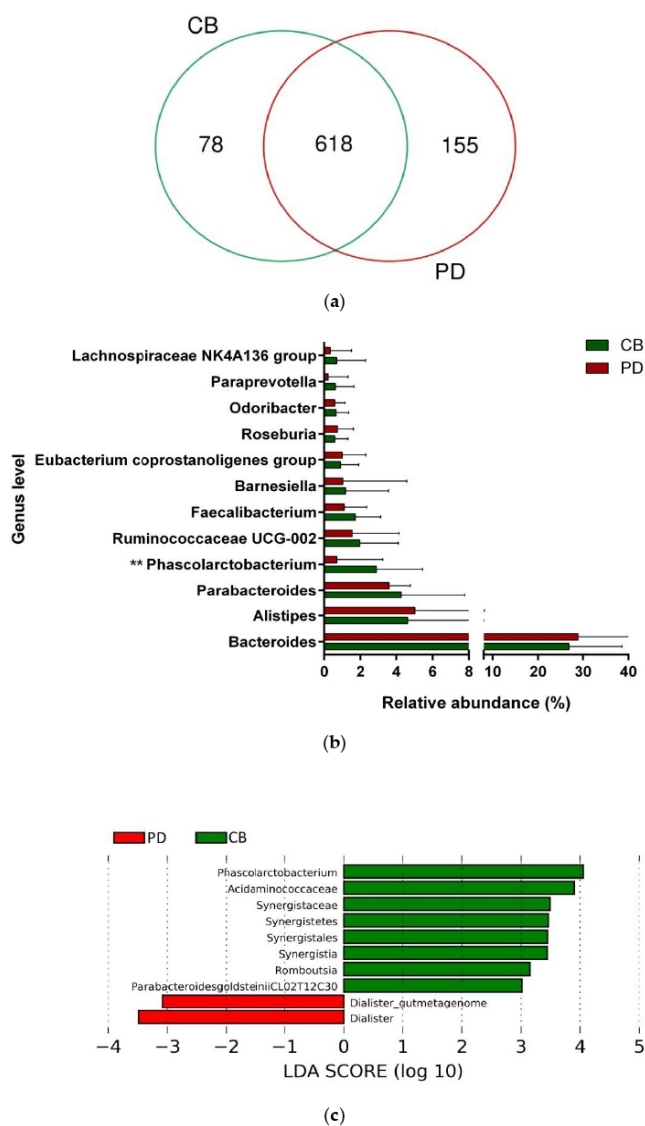 CB
78
618
155
PD
(a)
CB
PD
Genus level
Lachnospiraceae NK4A136 group
Paraprevotella
Odoribacter
Roseburia
Eubacterium coprostanoligenes group
Barnesiella
Faecalibacterium
Ruminococcaceae UCG-002
** Phascolarctobacterium
Parabacteroides
Alistipes
Bacteroides
0 2 4 6 8 10 20 30 40
Relative abundance (%)
(b)
PD CB
Phascolarctobacterium
Acidaminococcaceae
Synergistaceae
Synergistetes
Synergistales
Synergistia
Romboutsia
ParabacteroidesgoldsteiniiCL02T12C30
Dialister_gutmetagenome
Dialister
−4 −3 −2 −1 0 1 2 3 4 5
LDA SCORE (log 10)
(c)